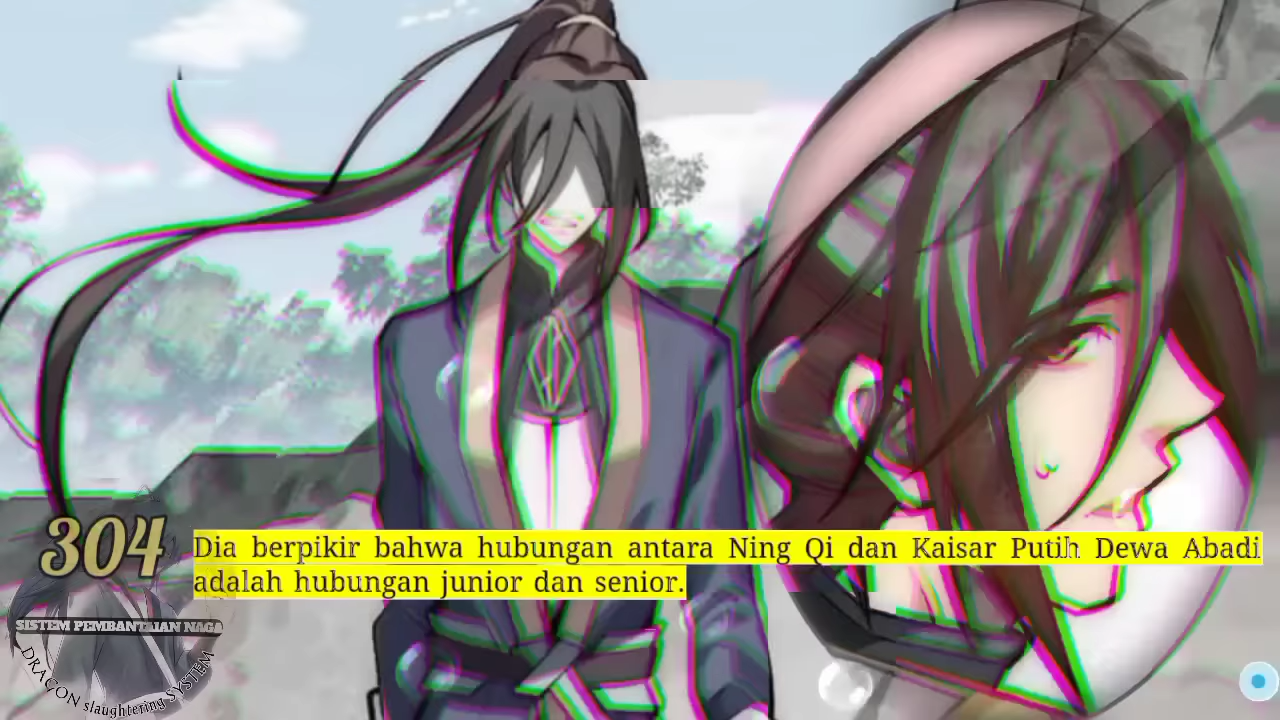 304
Dia berpikir bahwa hubungan antara Ning Qi dan Kaisar Putih Dewa Abadi
adalah hubungan junior dan senior.
SISTEM PEMBANTAIAN NAGA
DRAGON slaughtering SYSTEM